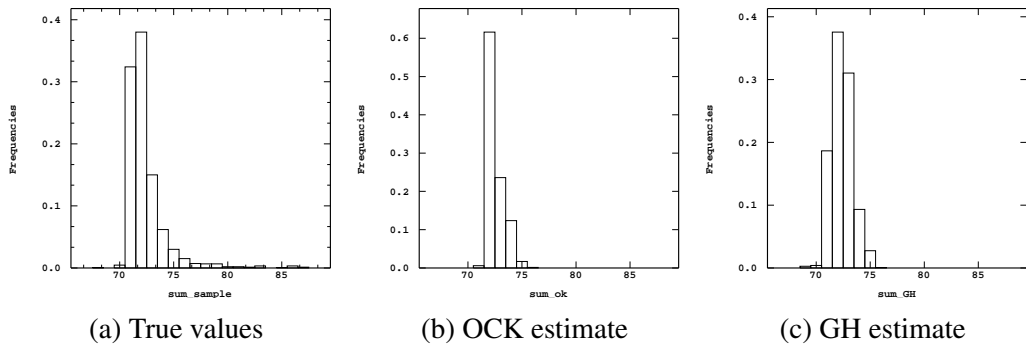 0.4
0.3
0.2
0.1
0.0
Frequencies
70 75 80 85
sum_sample
(a) True values
0.6
0.5
0.4
0.3
0.2
0.1
0.0
Frequencies
70 75 80 85
sum_ok
(b) OCK estimate
0.4
0.3
0.2
0.1
0.0
Frequencies
70 75 80 85
sum_GH
(c) GH estimate